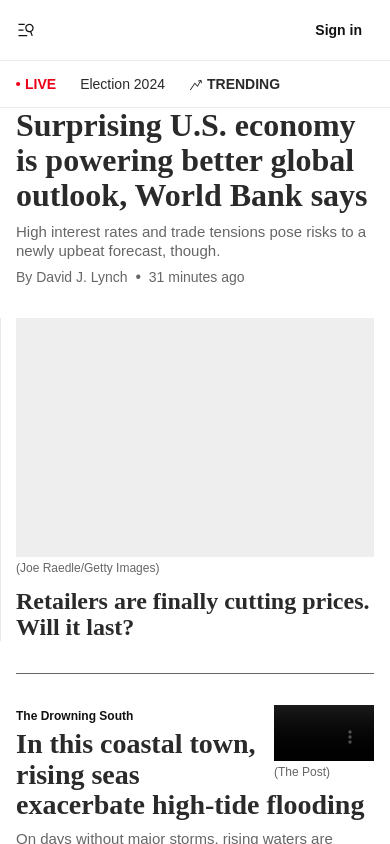 Sign in
LIVE
Election 2024
TRENDING
Surprising U.S. economy
is powering better global
outlook, World Bank says
High interest rates and trade tensions pose risks to a
newly upbeat forecast, though.
By David J. Lynch • 31 minutes ago
(Joe Raedle/Getty Images)
Retailers are finally cutting prices.
Will it last?
The Drowning South
In this coastal town,
rising seas
exacerbate high-tide flooding
(The Post)
On days without major storms, rising waters are